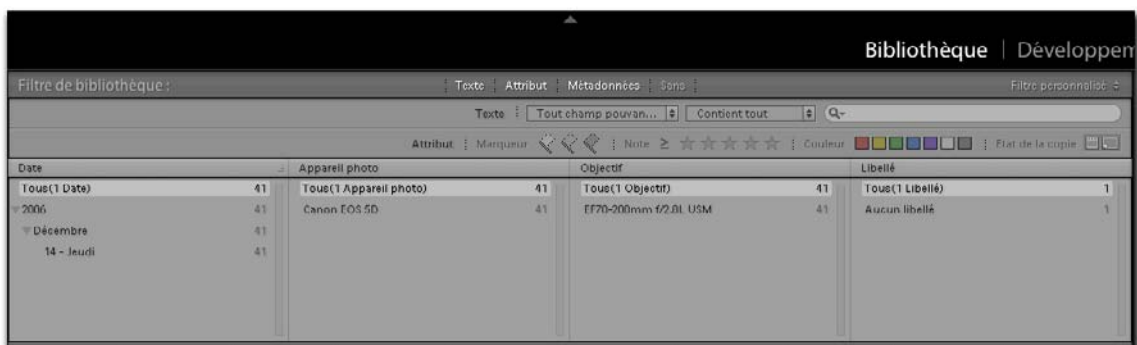 Bibliothèque | Développem
Filtre de bibliothèque : Texte Attribut Métadonnées Sans Filtre personnalisé
Texte Tout champ pouvan... Contient tout
Attribut Marqueur Note ≥ Couleur Etat de la copie
Date Appareil photo Objectif Libellé
Tous(1 Date) 41 Tous(1 Appareil photo) 41 Tous(1 Objectif) 41 Tous(1 Libellé) 1
2006 41 Canon EOS 5D 41 EF70-200mm f/2.8L USM 41 Aucun libellé 1
Décembre 41
14 - Jeudi 41